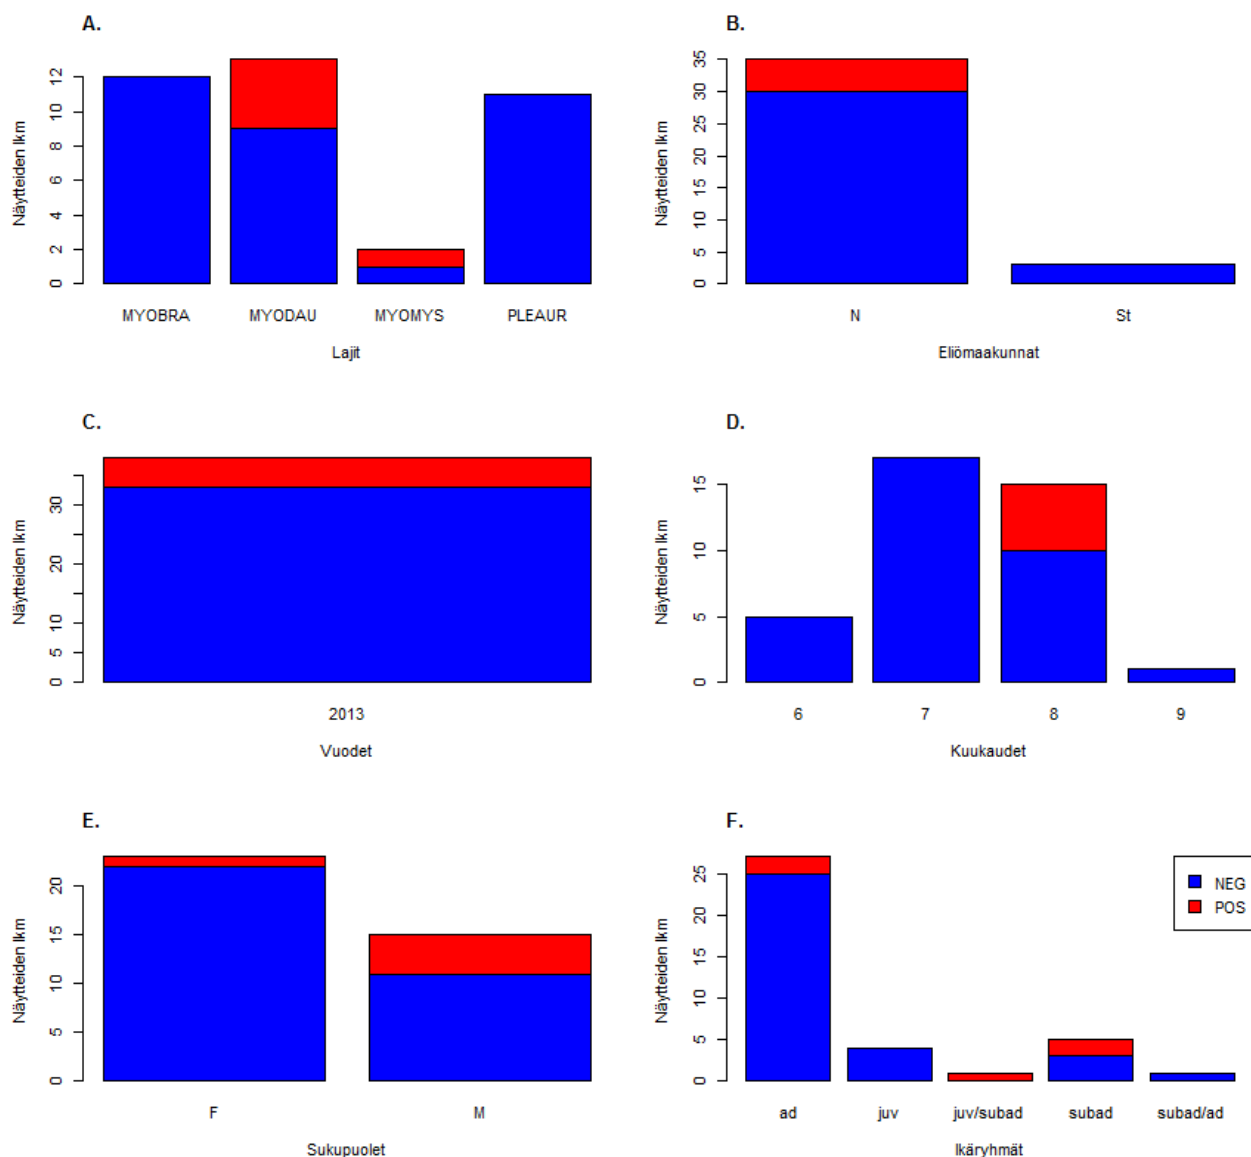 A.
Näytteiden lkm
0
2
4
6
8
10
12
MYOBRA
MYODAU
MYOMYS
PLEAUR
Lajit
B.
Näytteiden lkm
0
5
10
15
20
25
30
35
N
St
Eliömaakunnat
C.
Näytteiden lkm
0
5
10
20
30
2013
Vuodet
D.
Näytteiden lkm
0
5
10
15
6
7
8
9
Kuukaudet
E.
Näytteiden lkm
0
5
10
15
20
F
M
Sukupuolet
F.
Näytteiden lkm
0
5
10
15
20
25
ad
juv
juv/subad
subad
subad/ad
Ikäryhmät
NEG
POS